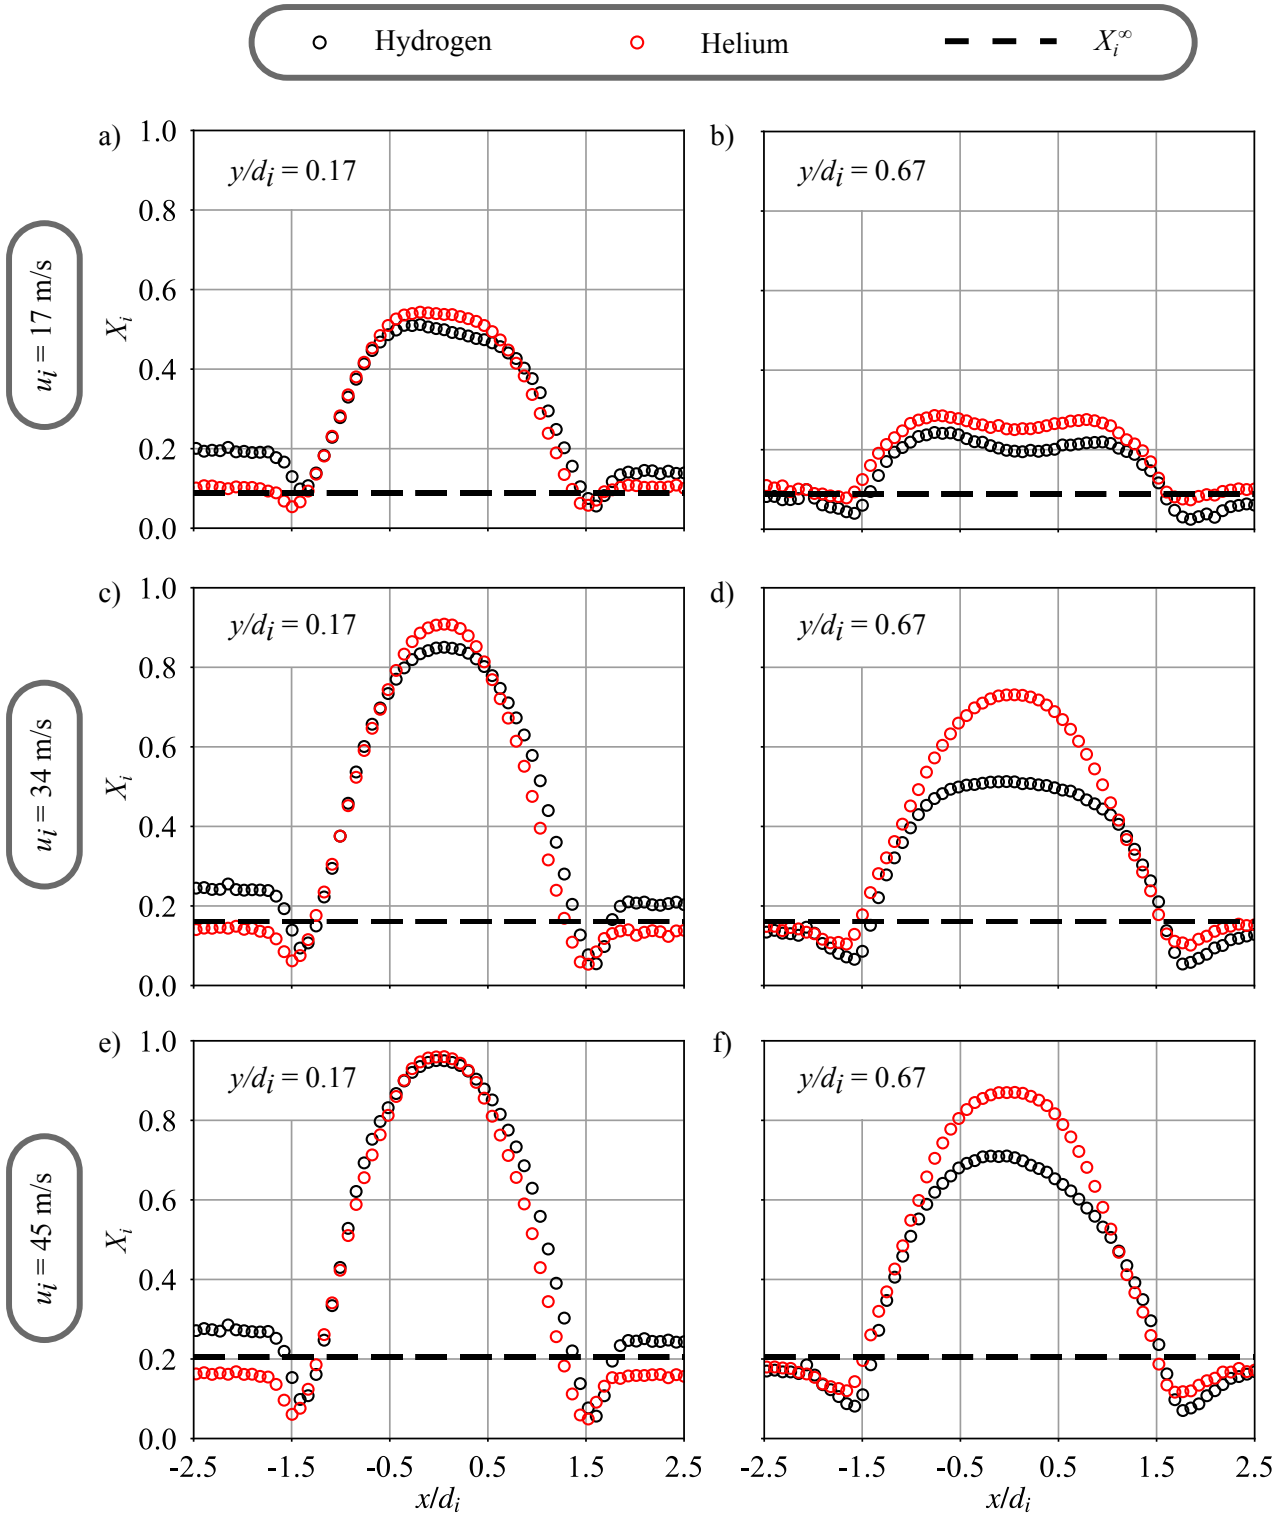 Hydrogen Helium X_i^∞
a) b)
y/d_i = 0.17 y/d_i = 0.67
1.0
0.8
0.6
0.4
0.2
0.0
X_i
u_i = 17 m/s
c) d)
y/d_i = 0.17 y/d_i = 0.67
1.0
0.8
0.6
0.4
0.2
0.0
X_i
u_i = 34 m/s
e) f)
y/d_i = 0.17 y/d_i = 0.67
1.0
0.8
0.6
0.4
0.2
0.0
X_i
u_i = 45 m/s
-2.5 -1.5 -0.5 0.5 1.5 2.5 -2.5 -1.5 -0.5 0.5 1.5 2.5
x/d_i x/d_i